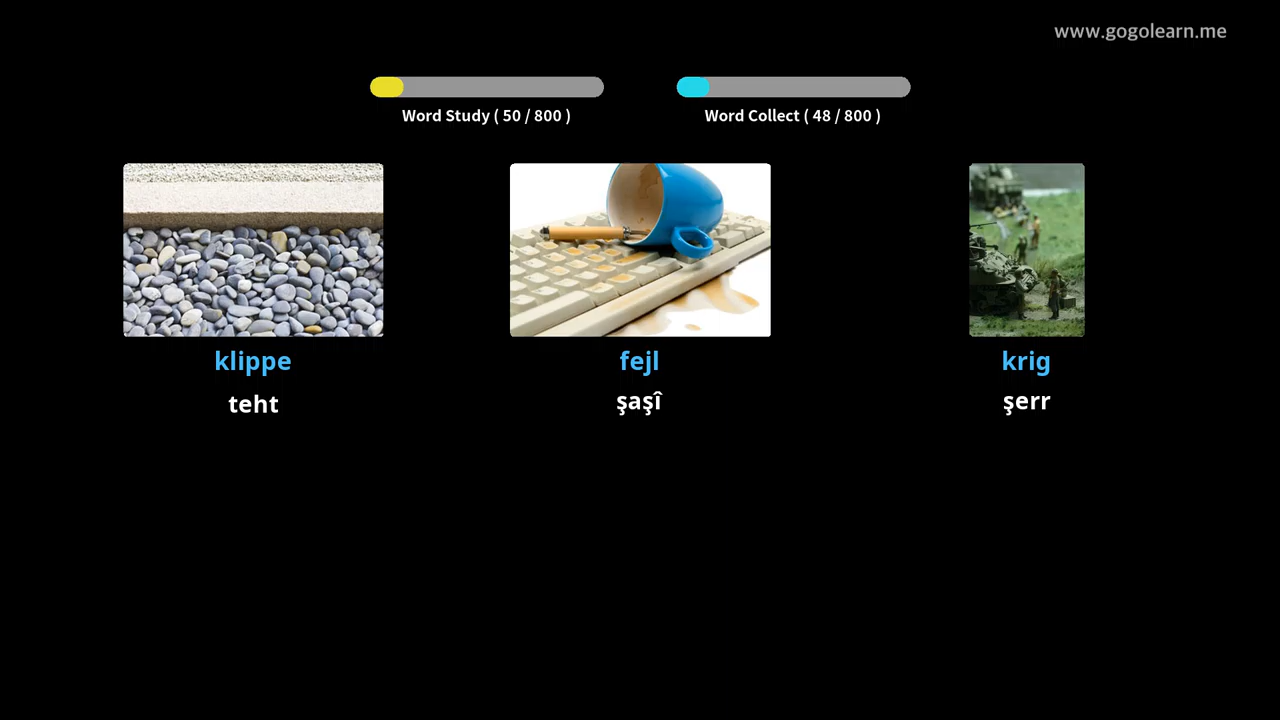 www.gogolearn.me
Word Study ( 50 / 800 )
Word Collect ( 48 / 800 )
klippe
fejl
krig
teht
şaşî
şerr